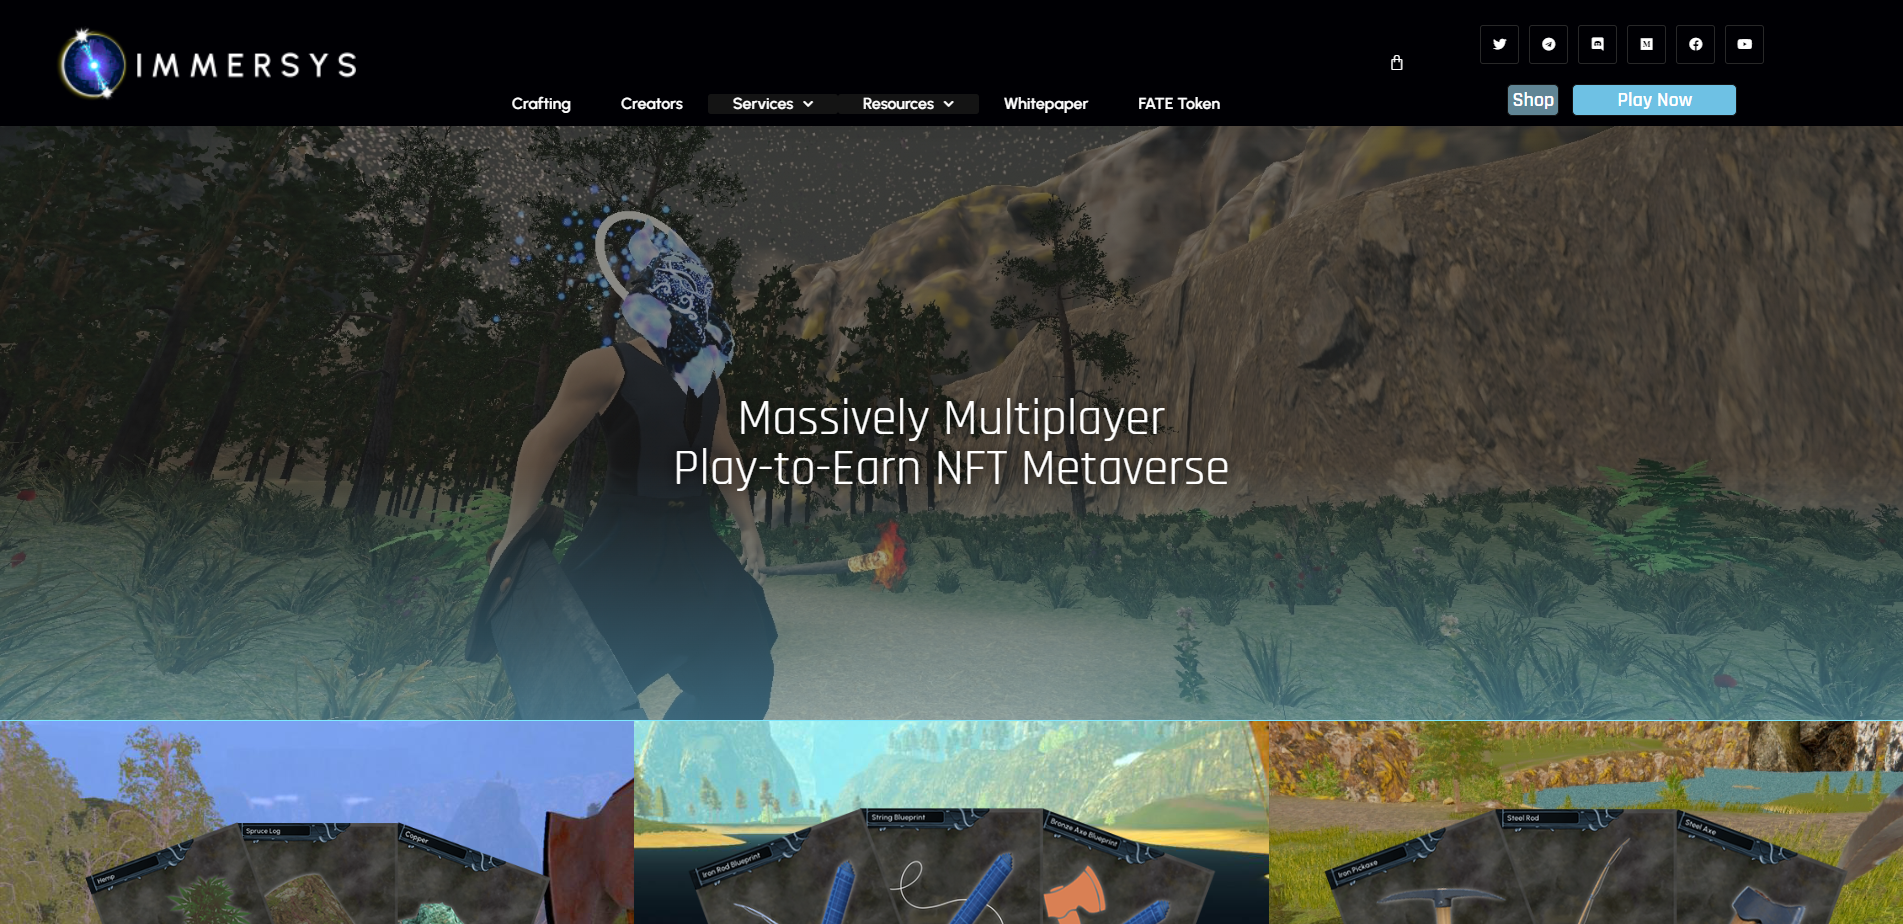 IMMERSYS
Crafting
Creators
Services
Resources
Whitepaper
FATE Token
Shop
Play Now
Massively Multiplayer
Play-to-Earn NFT Metaverse
Hemp
Spruce Log
Copper
Iron Rod Blueprint
String Blueprint
Bronze Axe Blueprint
Iron Pickaxe
Steel Rod
Steel Axe